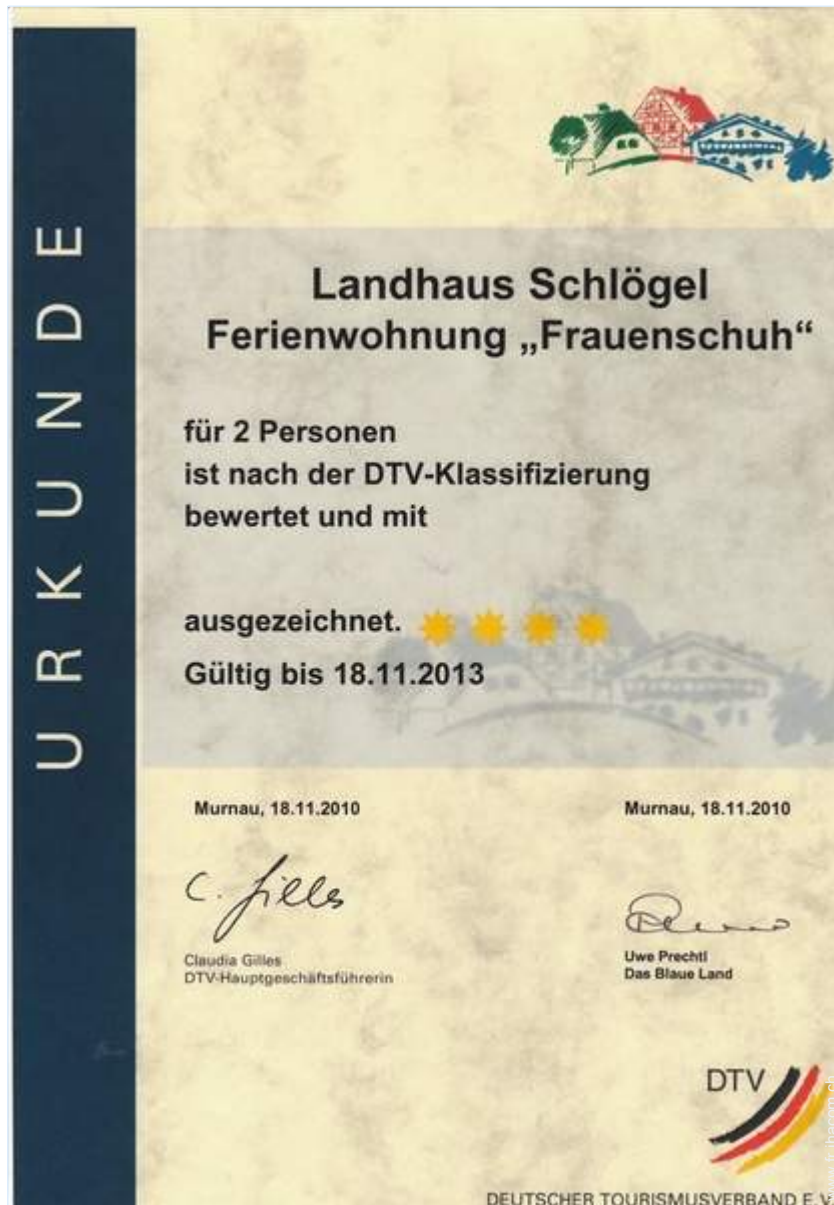 URKUNDE
Landhaus Schlögel
Ferienwohnung „Frauenschuh“
für 2 Personen
ist nach der DTV-Klassifizierung
bewertet und mit
ausgezeichnet.
Gültig bis 18.11.2013
Murnau, 18.11.2010
Murnau, 18.11.2010
C. Gilles
Claudia Gilles
DTV-Hauptgeschäftsführerin
Uwe Prechtl
Das Blaue Land
DTV
DEUTSCHER TOURISMUSVERBAND E.V.